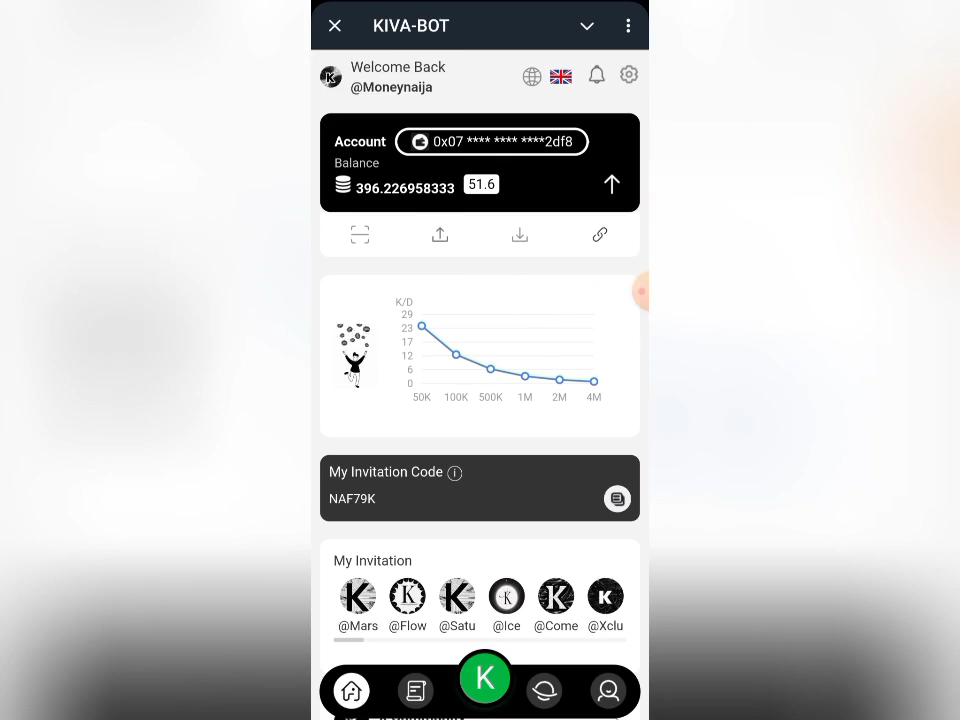 KIVA-BOT
Welcome Back
@Moneynaija
Account 0x07 **** **** ****2df8
Balance
396.226958333 51.6
K/D
29
23
17
12
6
0
50K 100K 500K 1M 2M 4M
My Invitation Code
NAF79K
My Invitation
K K K K K K
@Mars @Flow @Satu @Ice @Come @Xclu
K